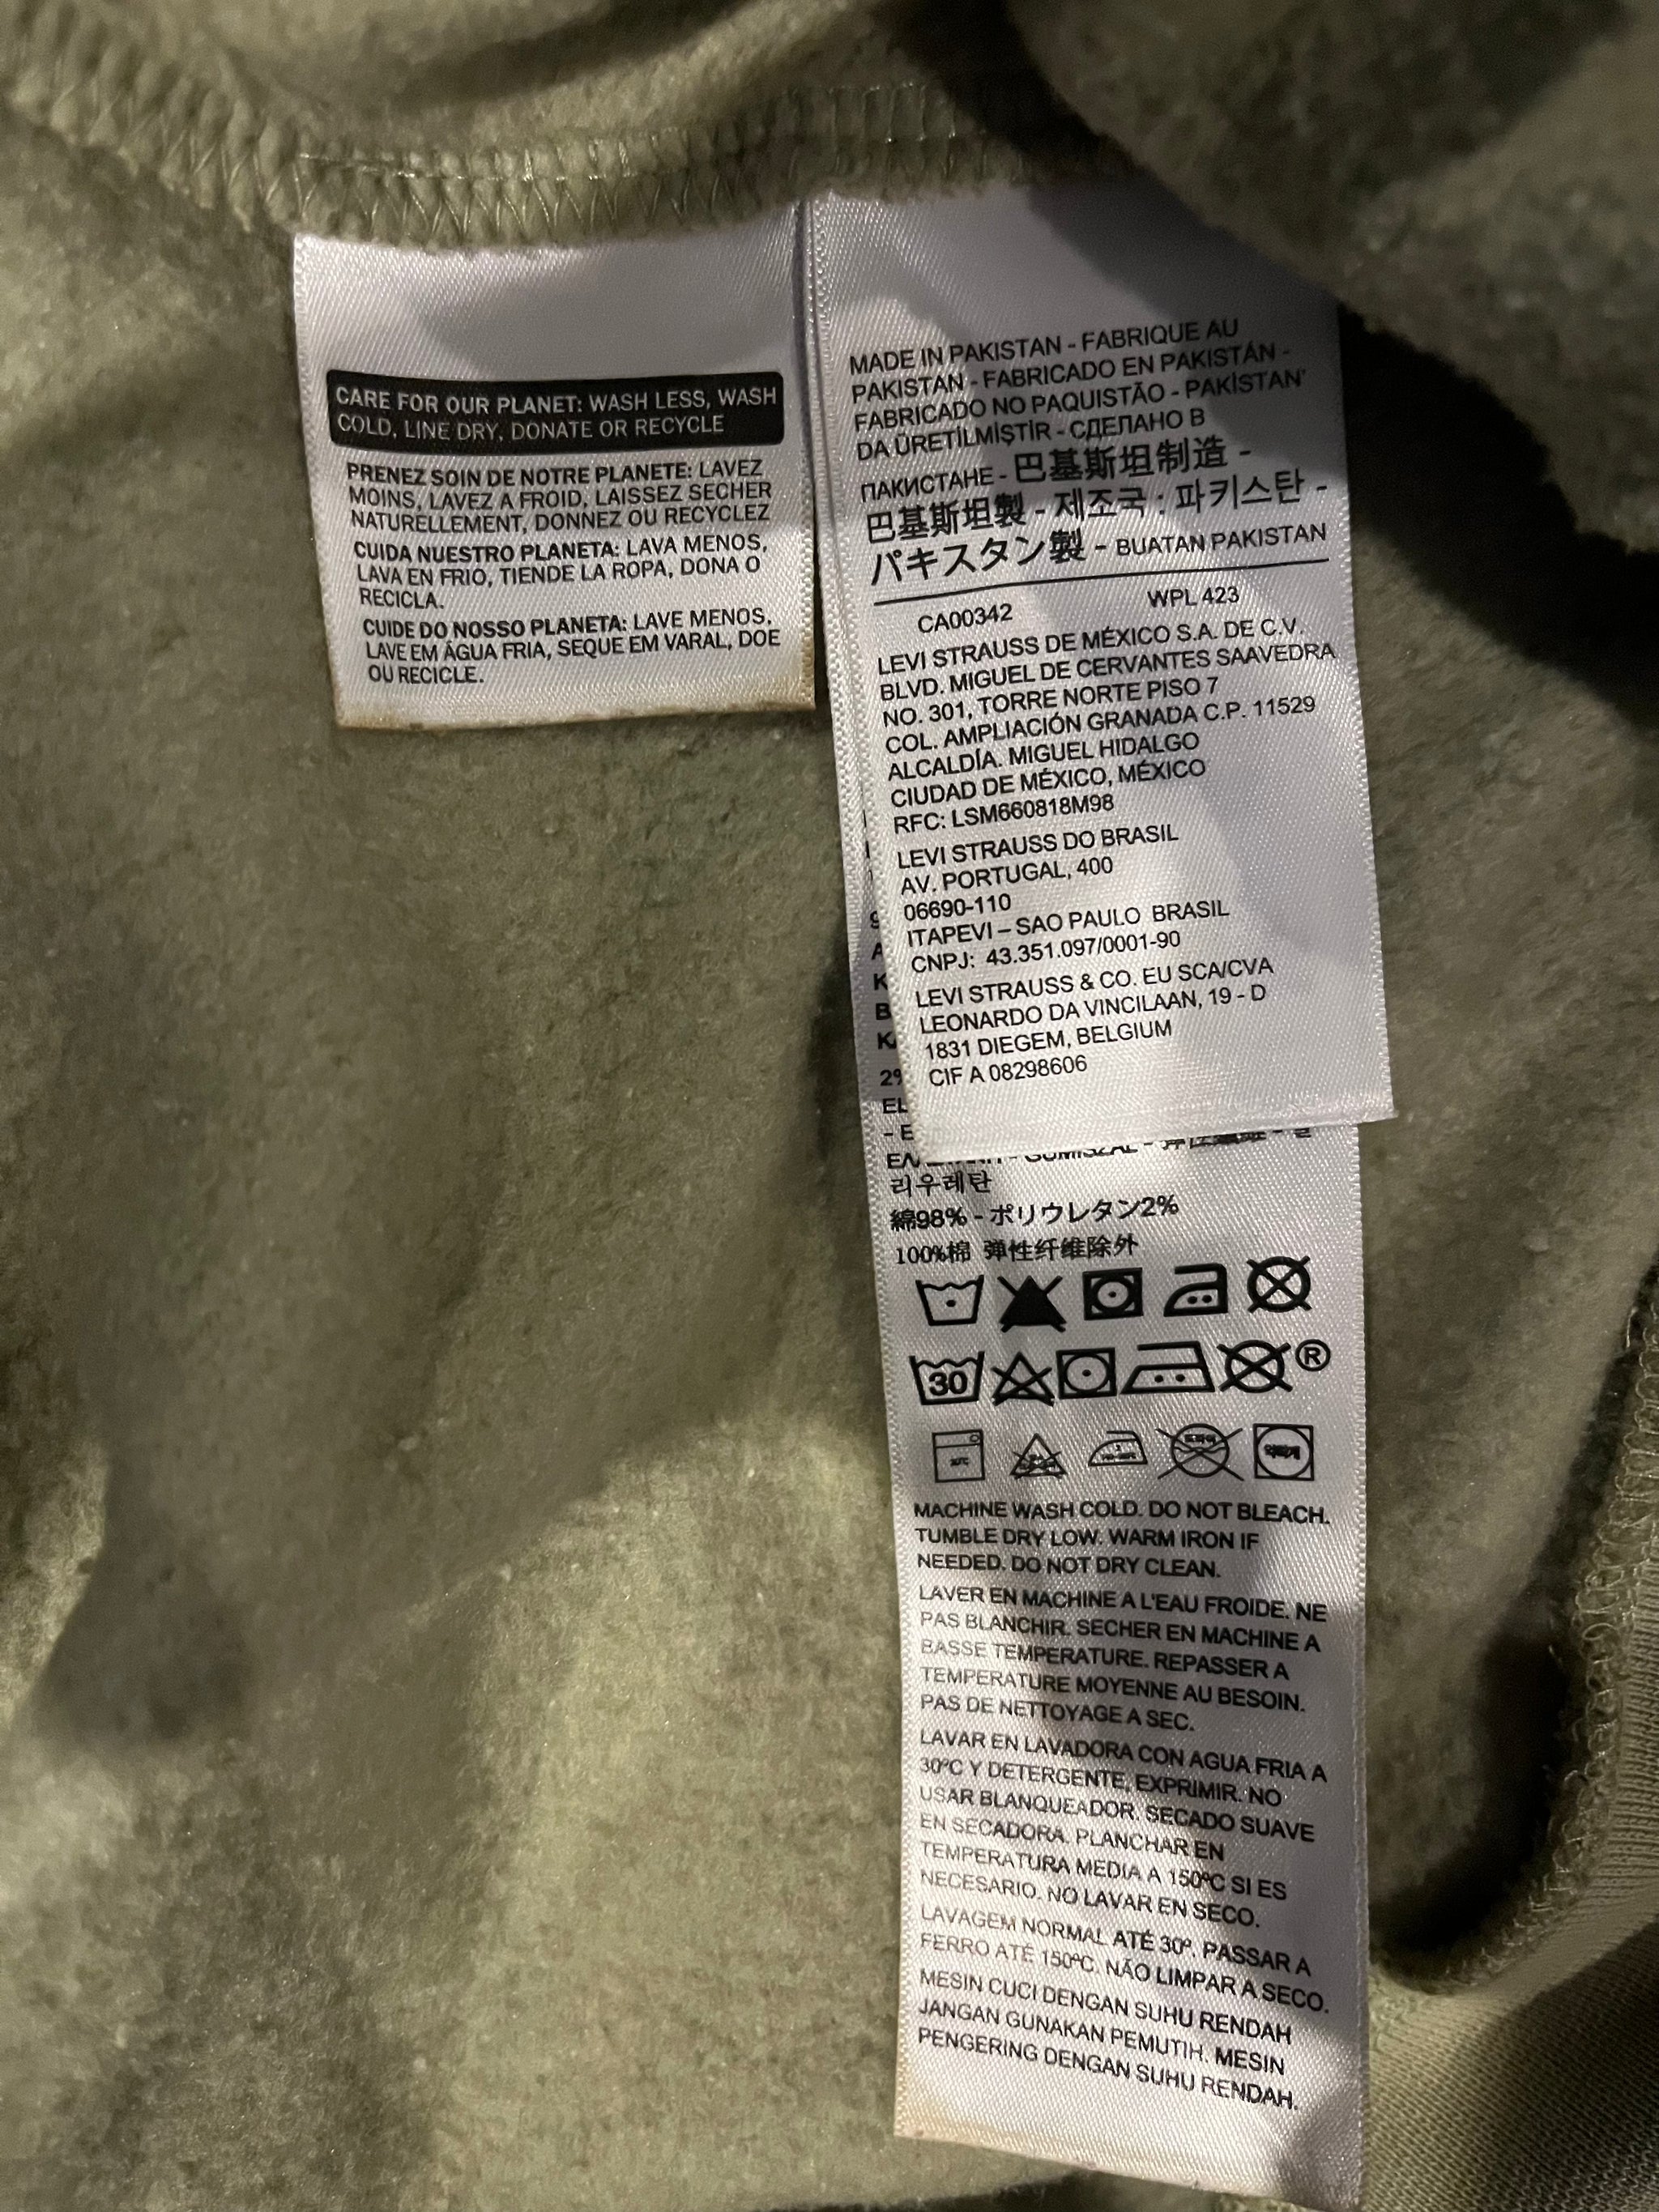 CARE FOR OUR PLANET: WASH LESS, WASH
COLD, LINE DRY, DONATE OR RECYCLE
PRENEZ SOIN DE NOTRE PLANETE: LAVEZ
MOINS, LAVEZ A FROID, LAISSEZ SECHER
NATURELLEMENT, DONNEZ OU RECYCLEZ
CUIDA NUESTRO PLANETA: LAVA MENOS,
LAVA EN FRIO, TIENDE LA ROPA, DONA O
RECICLA.
CUIDE DO NOSSO PLANETA: LAVE MENOS,
LAVE EM ÁGUA FRIA, SEQUE EM VARAL, DOE
OU RECICLE.
MADE IN PAKISTAN - FABRIQUE AU
PAKISTAN - FABRICADO EN PAKISTÁN -
FABRICADO NO PAQUISTÃO - PAKİSTAN'
DA ÜRETİLMİŞTİR - СДЕЛАНО В
ПАКИСТАНЕ - 巴基斯坦制造 -
巴基斯坦製 - 제조국 : 파키스탄 -
パキスタン製 - BUATAN PAKISTAN
CA00342 WPL 423
LEVI STRAUSS DE MÉXICO S.A. DE C.V.
BLVD. MIGUEL DE CERVANTES SAAVEDRA
NO. 301, TORRE NORTE PISO 7
COL. AMPLIACIÓN GRANADA C.P. 11529
ALCALDÍA. MIGUEL HIDALGO
CIUDAD DE MÉXICO, MÉXICO
RFC: LSM660818M98
LEVI STRAUSS DO BRASIL
AV. PORTUGAL, 400
06690-110
ITAPEVI – SAO PAULO BRASIL
CNPJ: 43.351.097/0001-90
LEVI STRAUSS & CO. EU SCA/CVA
LEONARDO DA VINCILAAN, 19 - D
1831 DIEGEM, BELGIUM
CIF A 08298606
리우레탄
綿98% - ポリウレタン2%
100%棉 弹性纤维除外
30 ®
MACHINE WASH COLD. DO NOT BLEACH.
TUMBLE DRY LOW. WARM IRON IF
NEEDED. DO NOT DRY CLEAN.
LAVER EN MACHINE A L'EAU FROIDE. NE
PAS BLANCHIR. SECHER EN MACHINE A
BASSE TEMPERATURE. REPASSER A
TEMPERATURE MOYENNE AU BESOIN.
PAS DE NETTOYAGE A SEC.
LAVAR EN LAVADORA CON AGUA FRIA A
30ºC Y DETERGENTE, EXPRIMIR. NO
USAR BLANQUEADOR. SECADO SUAVE
EN SECADORA. PLANCHAR EN
TEMPERATURA MEDIA A 150ºC SI ES
NECESARIO. NO LAVAR EN SECO.
LAVAGEM NORMAL ATÉ 30º. PASSAR A
FERRO ATÉ 150ºC. NÃO LIMPAR A SECO.
MESIN CUCI DENGAN SUHU RENDAH
JANGAN GUNAKAN PEMUTIH. MESIN
PENGERING DENGAN SUHU RENDAH.